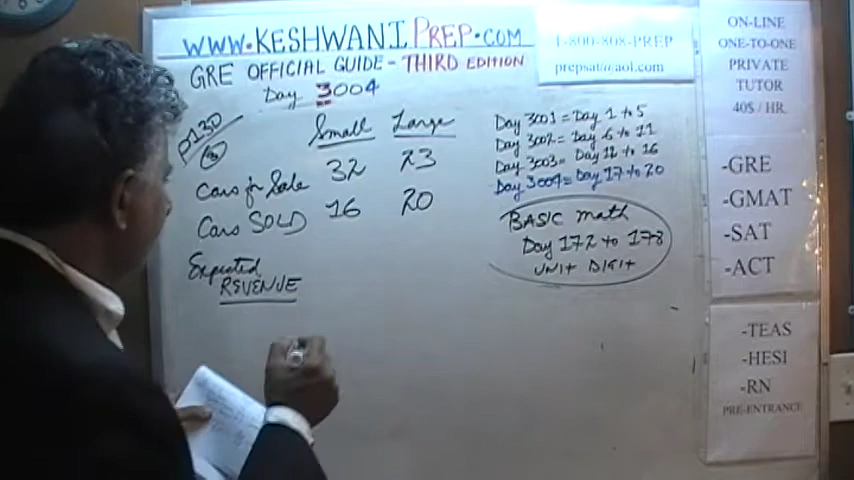 WWW.KESHWANIPREP.COM
GRE OFFICIAL GUIDE - THIRD EDITION
Day 3004
P130
Small Large
Cars for Sale 32 23
Cars SOLD 16 20
Expected
REVENUE
1-800-808-PREP
prepsat@aol.com
Day 3001 = Day 1 to 5
Day 3002 = Day 6 to 11
Day 3003 = Day 12 to 16
Day 3004 = Day 17 to 20
BASIC math
Day 172 to 178
UNIT DIGIT
ON-LINE
ONE-TO-ONE
PRIVATE
TUTOR
40$ / HR.
-GRE
-GMAT
-SAT
-ACT
-TEAS
-HESI
-RN
PRE-ENTRANCE